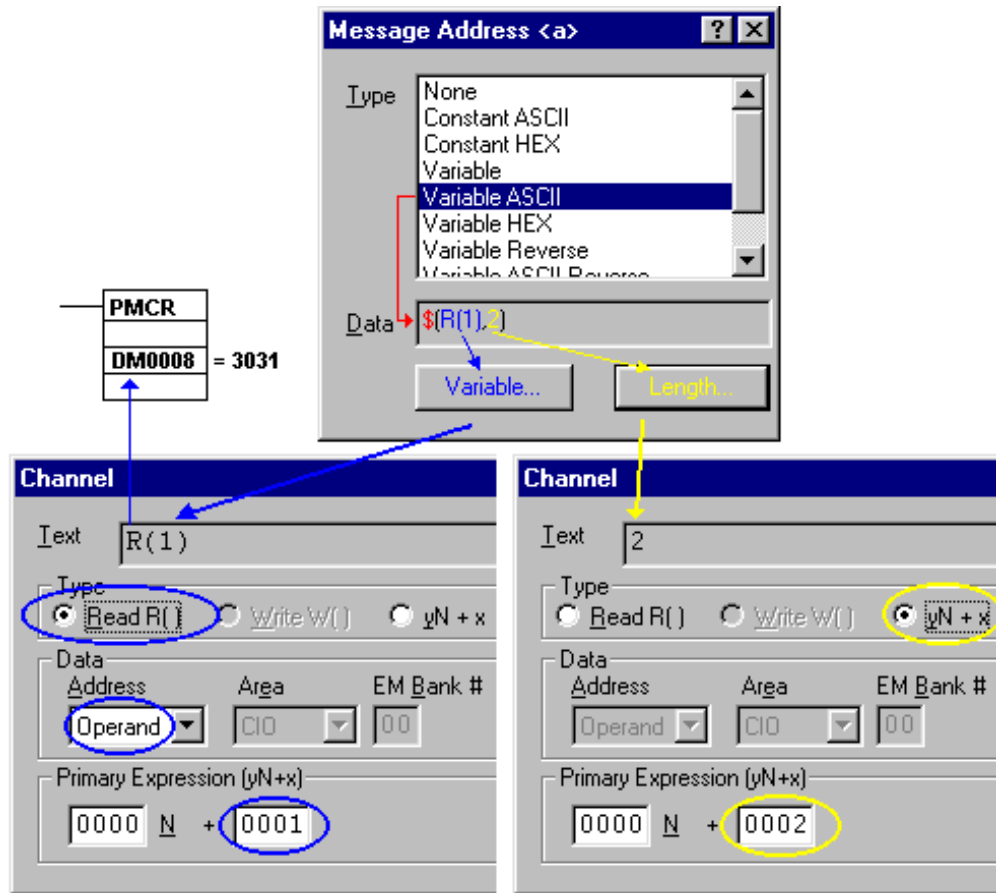 Message Address <a>
Type
None
Constant ASCII
Constant HEX
Variable
Variable ASCII
Variable HEX
Variable Reverse
Variable ASCII Reverse
Data
$(R(1),2)
Variable...
Length...
PMCR
DM0008 = 3031
Channel
Text
R(1)
Type
Read R( )
Write W( )
yN + x
Data
Address
Area
EM Bank #
Operand
CIO
00
Primary Expression (yN+x)
0000 N + 0001
Channel
Text
2
Type
Read R( )
Write W( )
yN + x
Data
Address
Area
EM Bank #
Operand
CIO
00
Primary Expression (yN+x)
0000 N + 0002